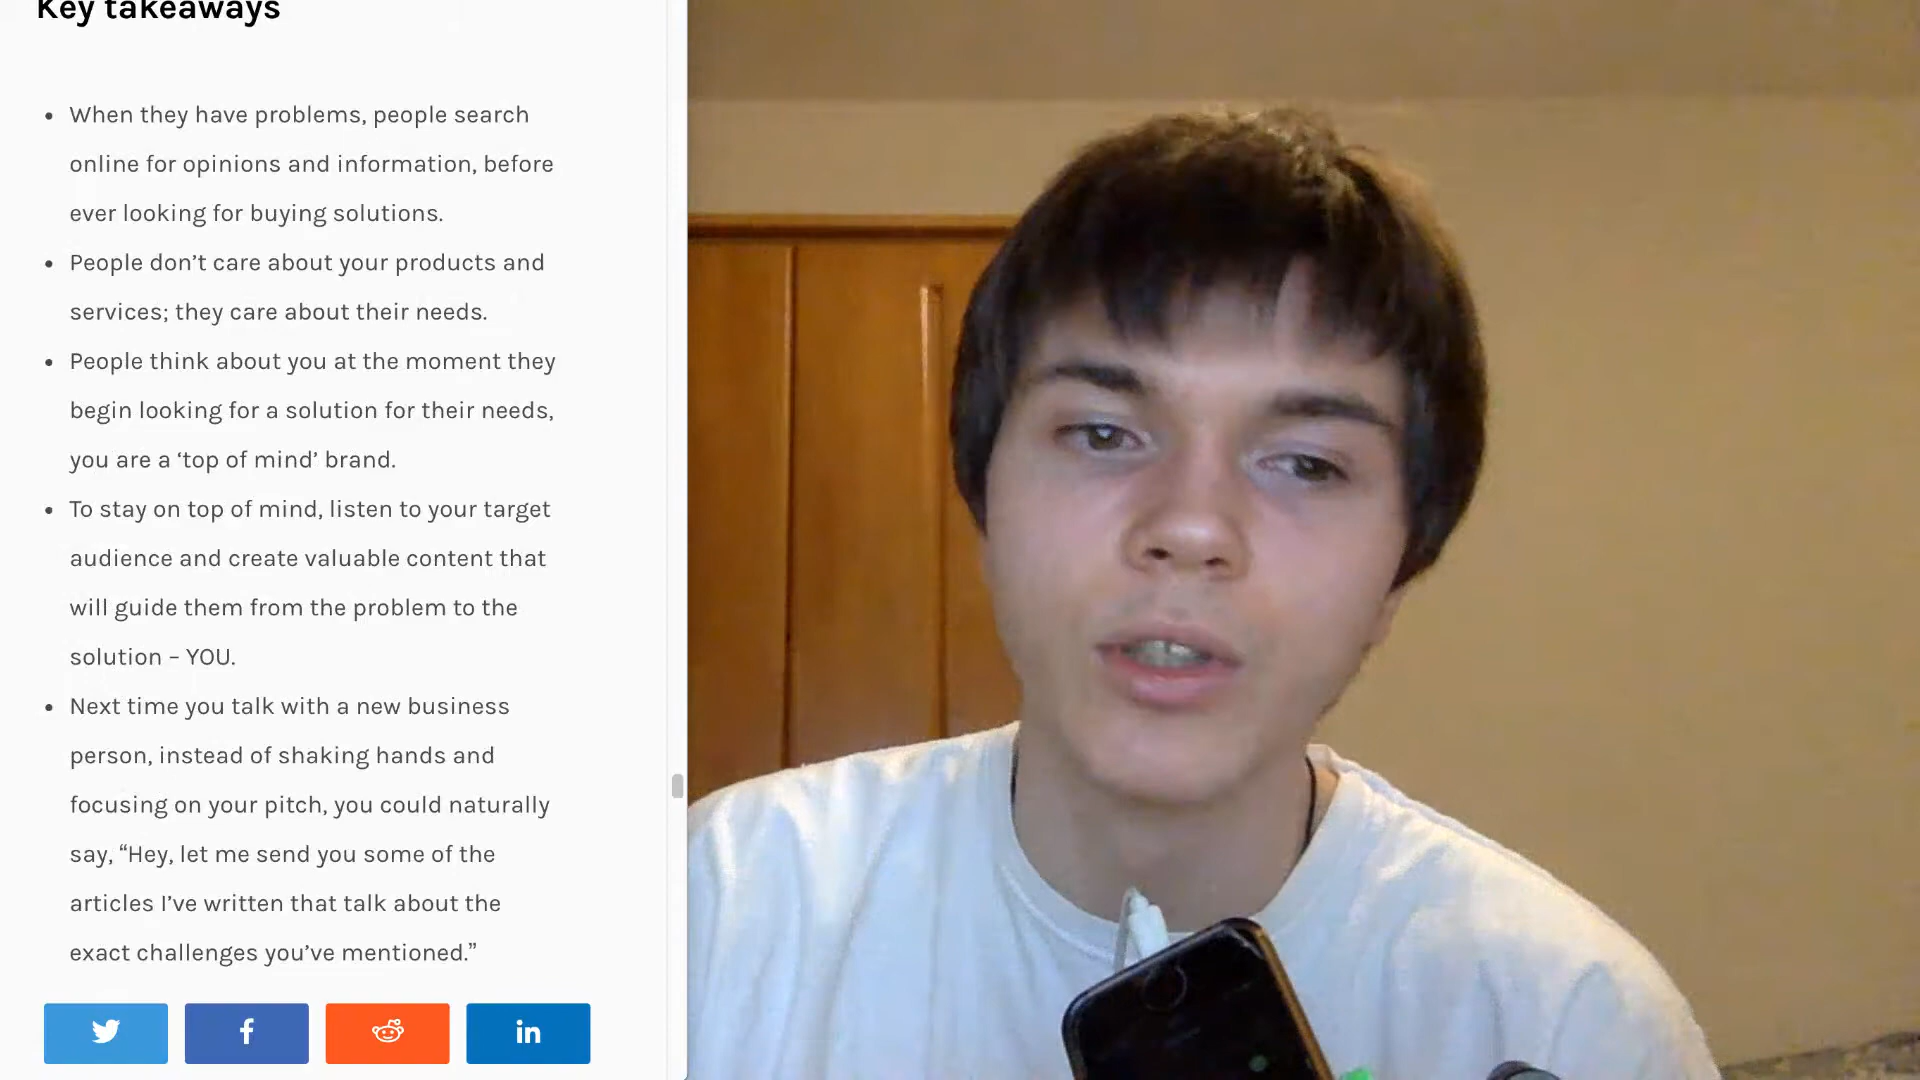 Key takeaways
• When they have problems, people search
online for opinions and information, before
ever looking for buying solutions.
• People don’t care about your products and
services; they care about their needs.
• People think about you at the moment they
begin looking for a solution for their needs,
you are a ‘top of mind’ brand.
• To stay on top of mind, listen to your target
audience and create valuable content that
will guide them from the problem to the
solution – YOU.
• Next time you talk with a new business
person, instead of shaking hands and
focusing on your pitch, you could naturally
say, “Hey, let me send you some of the
articles I’ve written that talk about the
exact challenges you’ve mentioned.”